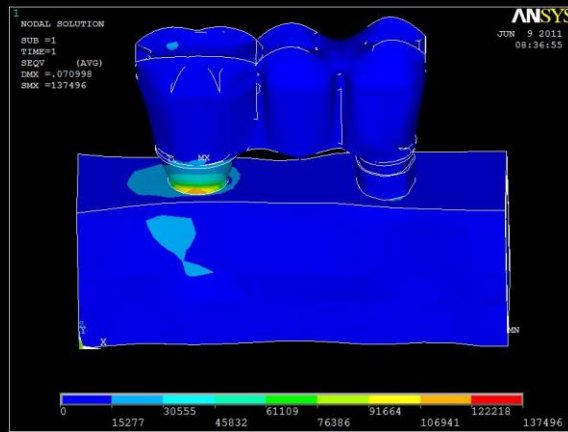 1
NODAL SOLUTION
SUB =1
TIME=1
SEQV (AVG)
DMX =.070998
SMX =137496
ANSYS
JUN 9 2011
08:36:55
MX
Y
X
MN
0 30555 61109 91664 122218
15277 45832 76386 106941 137496